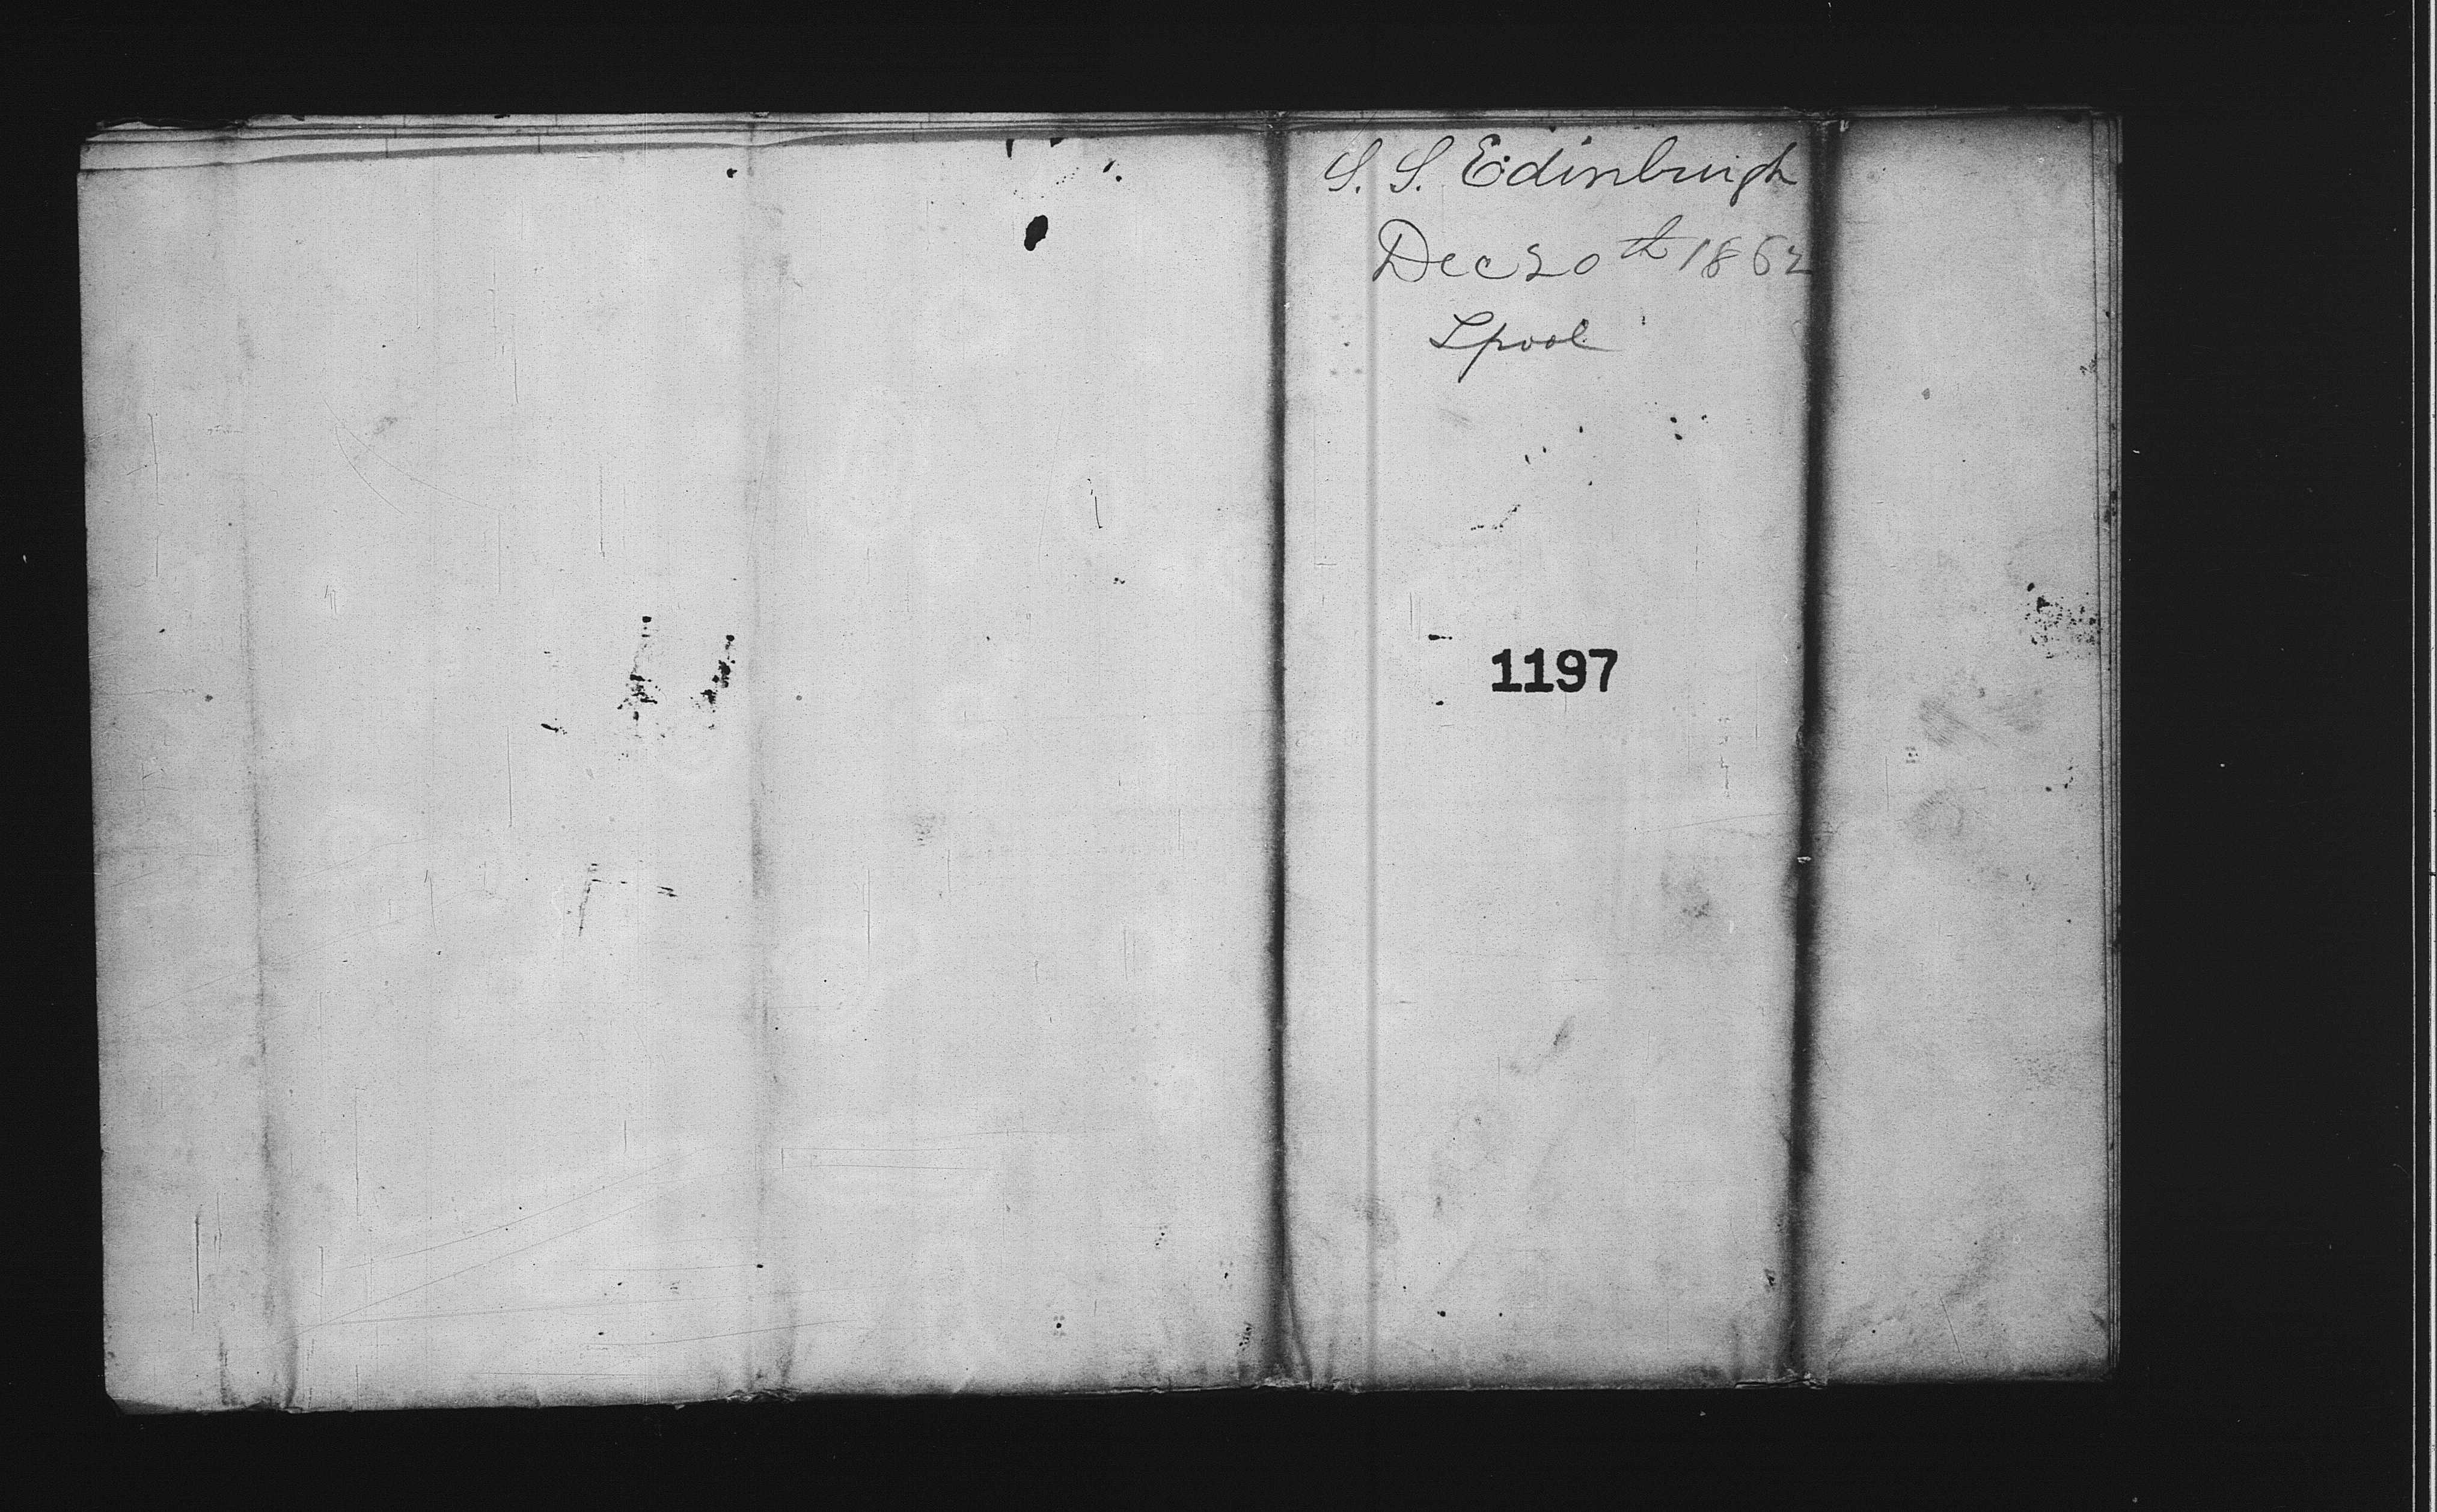 S. S. Edinburgh
Dec 20th 1862
Lpool
1197